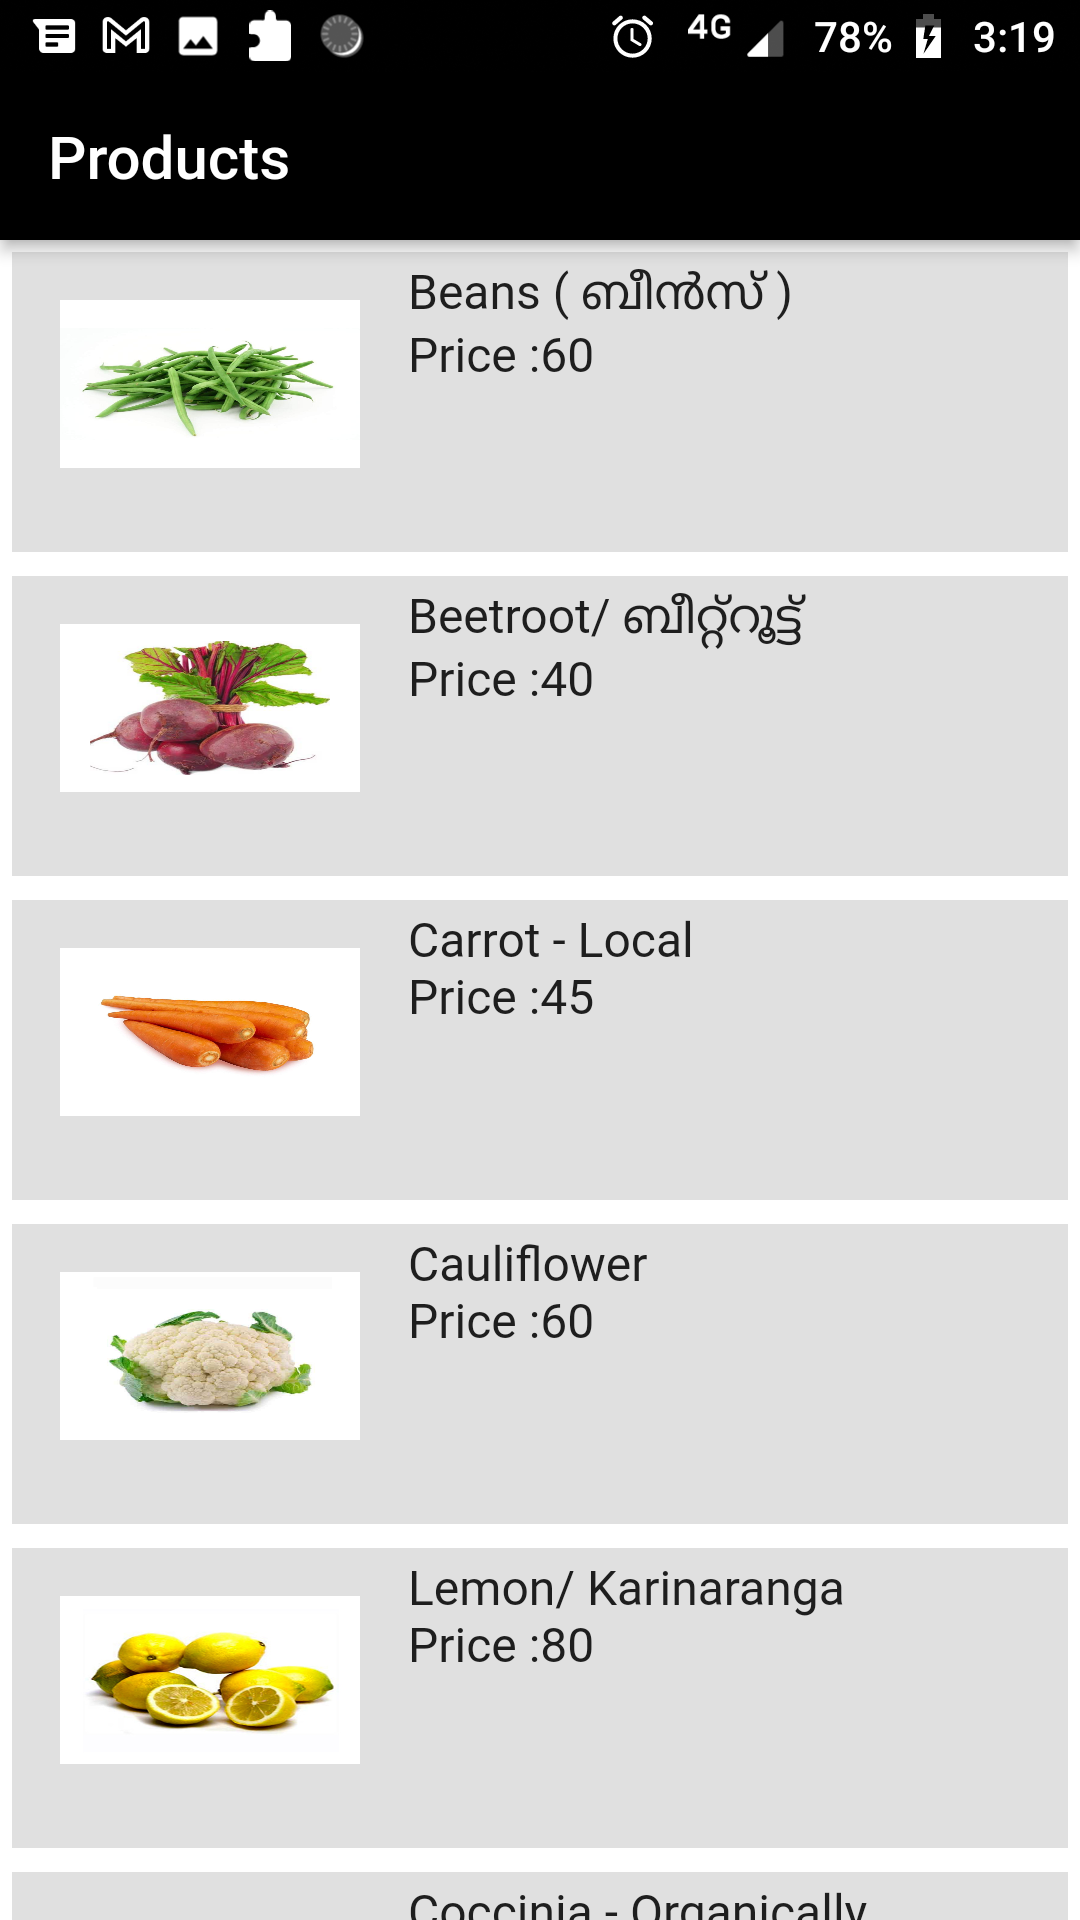 4G 78% 3:19
Products
Beans ( ബീൻസ് )
Price :60
Beetroot/ ബീറ്റ്റൂട്ട്
Price :40
Carrot - Local
Price :45
Cauliflower
Price :60
Lemon/ Karinaranga
Price :80
Coccinia - Organically